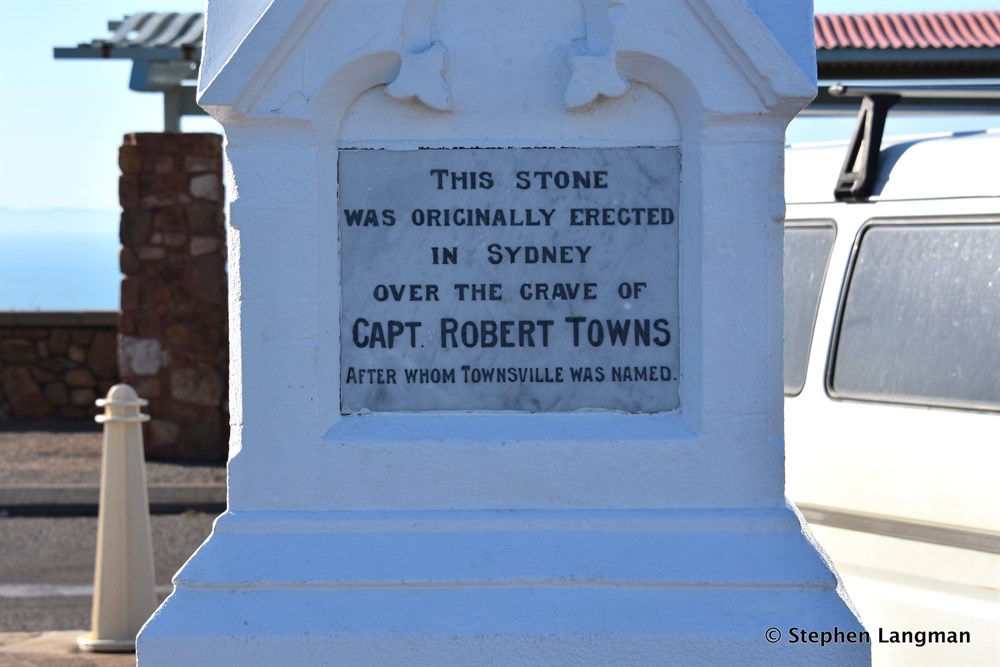 THIS STONE
WAS ORIGINALLY ERECTED
IN SYDNEY
OVER THE GRAVE OF
CAPT. ROBERT TOWNS
AFTER WHOM TOWNSVILLE WAS NAMED.
© Stephen Langman